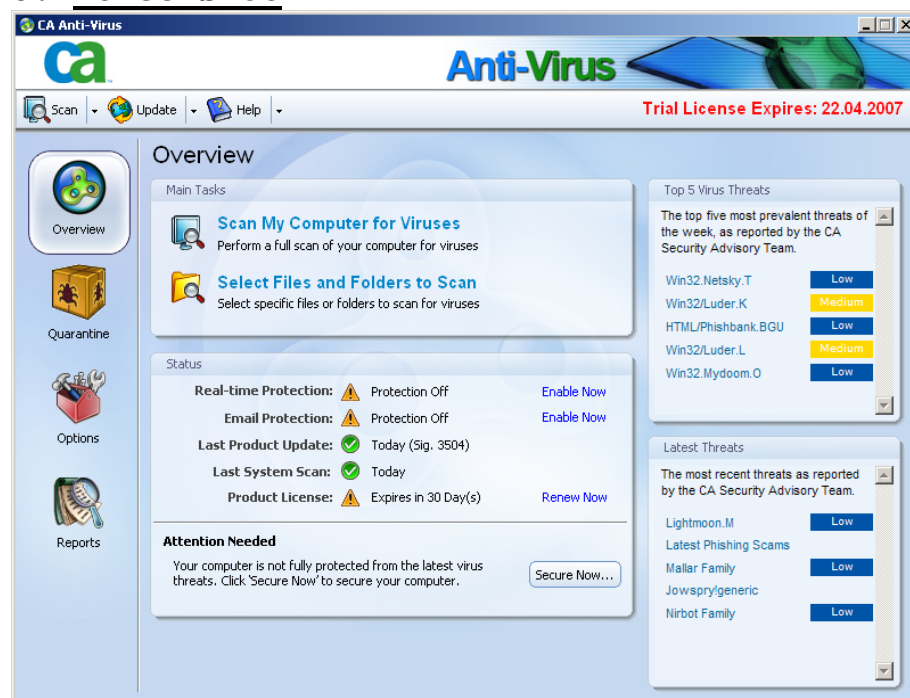 CA Anti-Virus
ca
Anti-Virus
Scan Update Help
Trial License Expires: 22.04.2007
Overview
Quarantine
Options
Reports
Overview
Main Tasks
Scan My Computer for Viruses
Perform a full scan of your computer for viruses
Select Files and Folders to Scan
Select specific files or folders to scan for viruses
Status
Real-time Protection: Protection Off Enable Now
Email Protection: Protection Off Enable Now
Last Product Update: Today (Sig. 3504)
Last System Scan: Today
Product License: Expires in 30 Day(s) Renew Now
Attention Needed
Your computer is not fully protected from the latest virus
threats. Click 'Secure Now' to secure your computer.
Secure Now...
Top 5 Virus Threats
The top five most prevalent threats of
the week, as reported by the CA
Security Advisory Team.
Win32.Netsky.T Low
Win32/Luder.K Medium
HTML/Phishbank.BGU Low
Win32/Luder.L Medium
Win32.Mydoom.O Low
Latest Threats
The most recent threats as reported
by the CA Security Advisory Team.
Lightmoon.M Low
Latest Phishing Scams
Mallar Family Low
Jowspry!generic
Nirbot Family Low